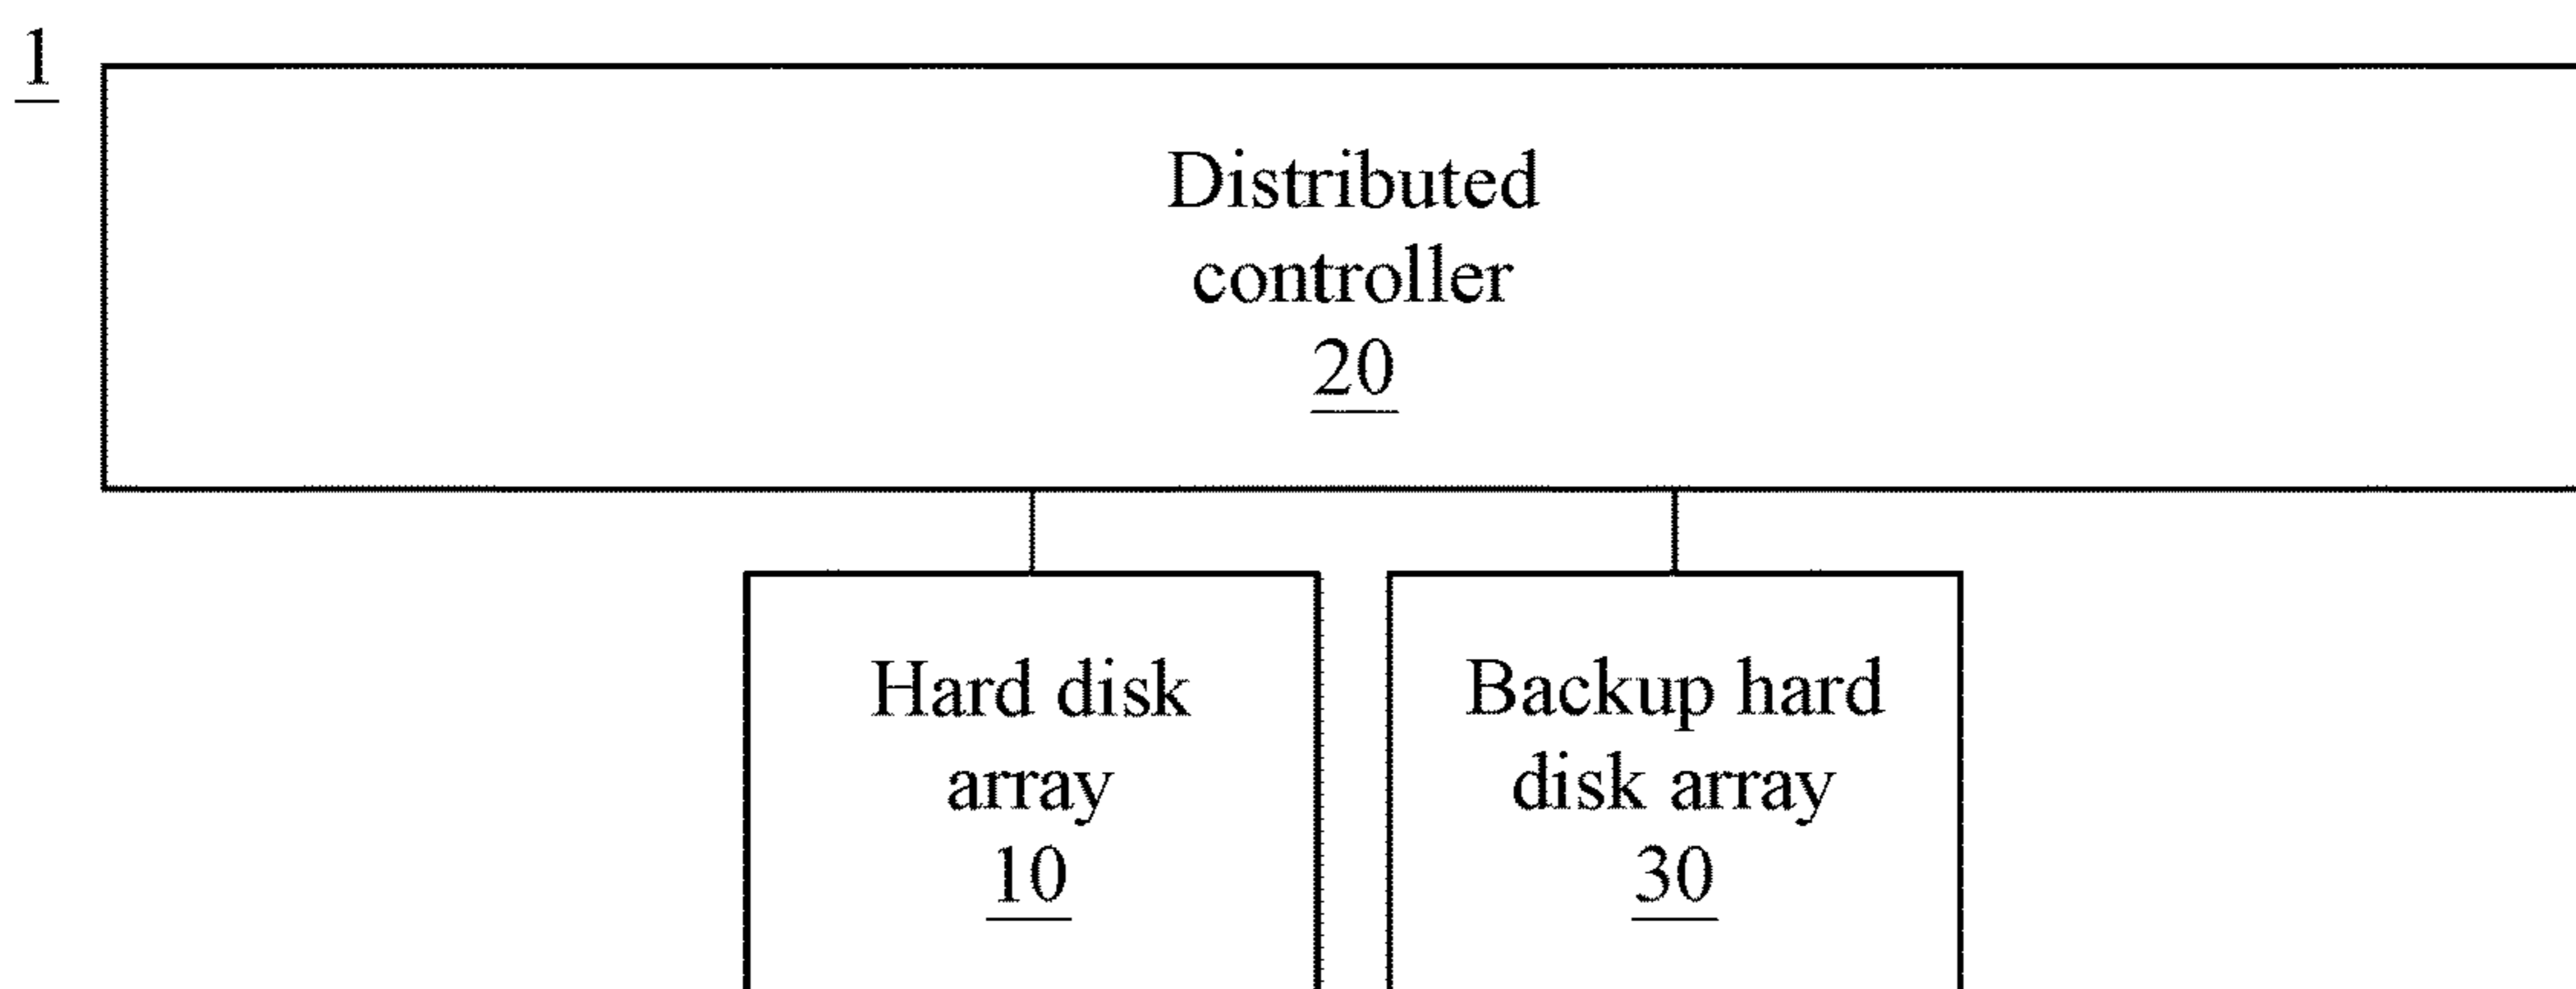 1
Distributed
controller
20
Hard disk
array
10
Backup hard
disk array
30